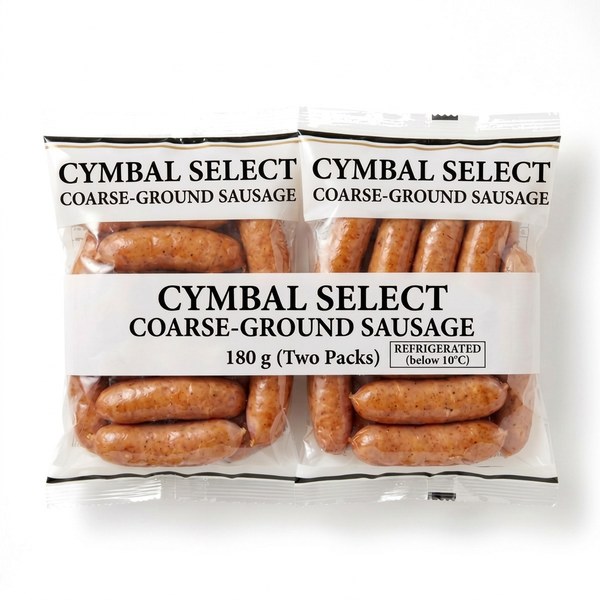 CYMBAL SELECT
COARSE-GROUND SAUSAGE
CYMBAL SELECT
COARSE-GROUND SAUSAGE
CYMBAL SELECT
COARSE-GROUND SAUSAGE
180 g (Two Packs)
REFRIGERATED
(below 10°C)